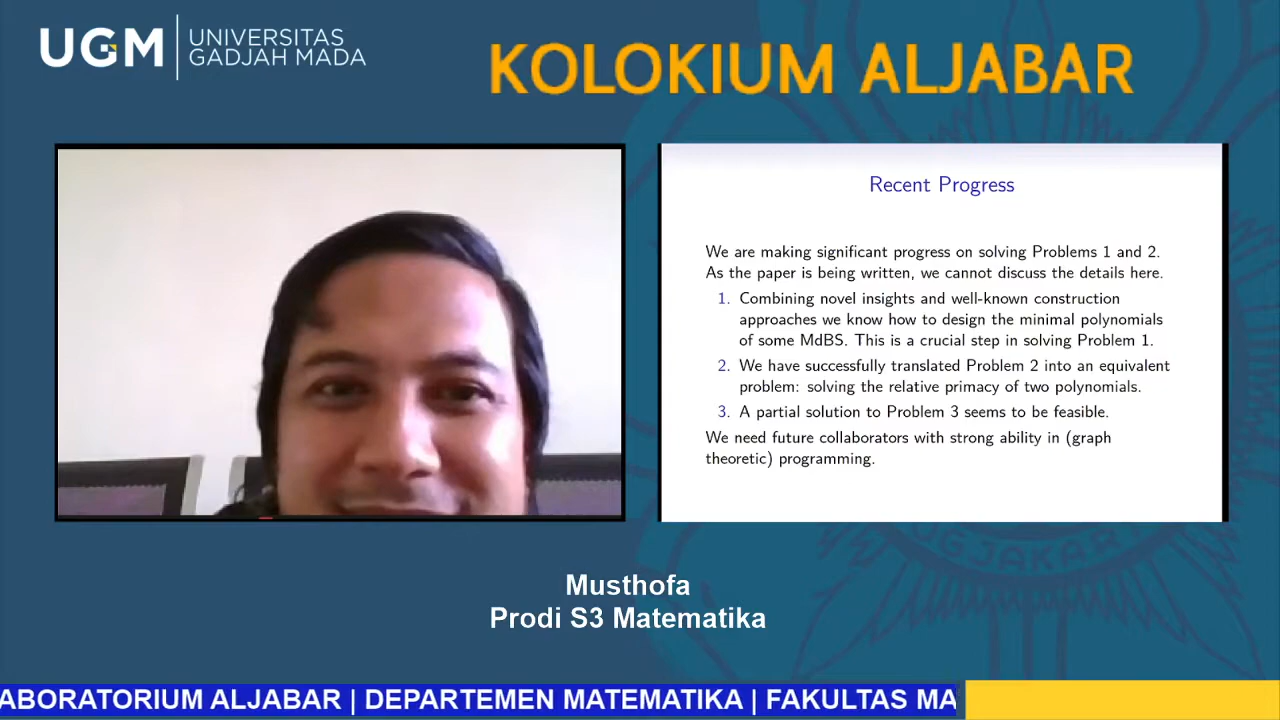 UGM
UNIVERSITAS
GADJAH MADA
KOLOKIUM ALJABAR
Recent Progress
We are making significant progress on solving Problems 1 and 2.
As the paper is being written, we cannot discuss the details here.
1. Combining novel insights and well-known construction
approaches we know how to design the minimal polynomials
of some MdBS. This is a crucial step in solving Problem 1.
2. We have successfully translated Problem 2 into an equivalent
problem: solving the relative primacy of two polynomials.
3. A partial solution to Problem 3 seems to be feasible.
We need future collaborators with strong ability in (graph
theoretic) programming.
GJAKAR
Musthofa
Prodi S3 Matematika
ABORATORIUM ALJABAR | DEPARTEMEN MATEMATIKA | FAKULTAS MA